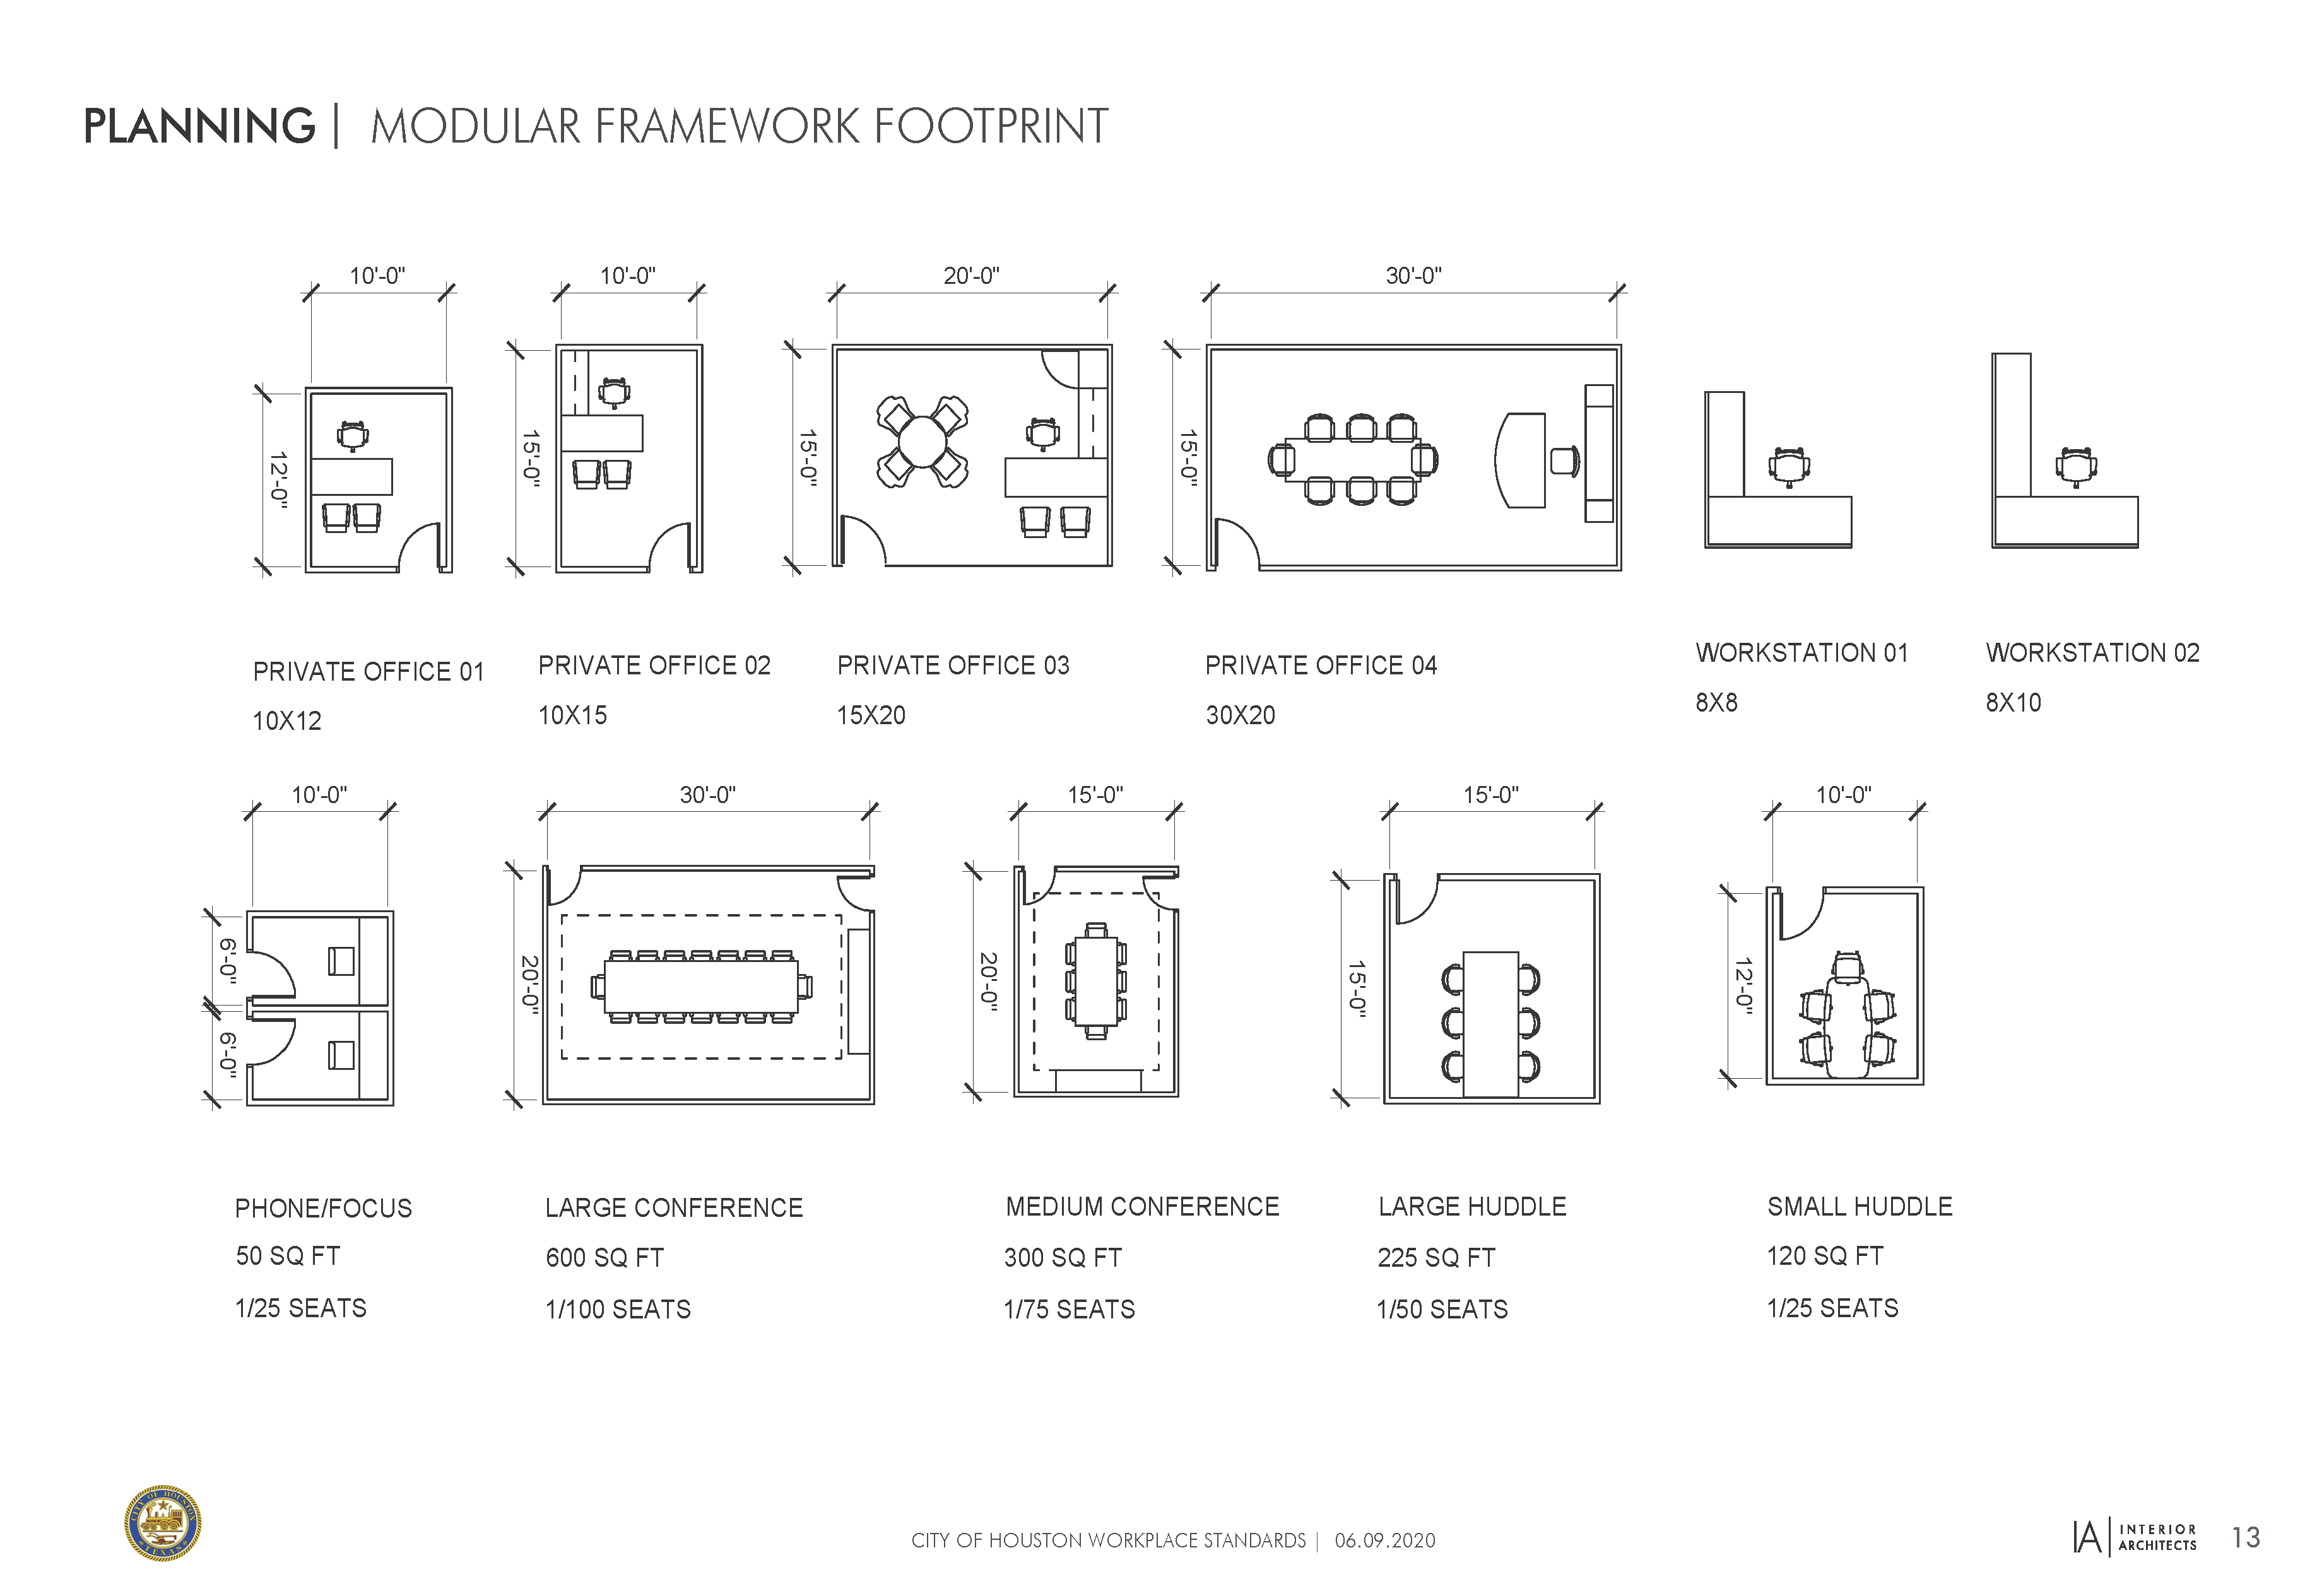 PLANNING | MODULAR FRAMEWORK FOOTPRINT
10'-0"
10'-0"
20'-0"
30'-0"
12'-0"
15'-0"
15'-0"
15'-0"
PRIVATE OFFICE 01
10X12
PRIVATE OFFICE 02
10X15
PRIVATE OFFICE 03
15X20
PRIVATE OFFICE 04
30X20
WORKSTATION 01
8X8
WORKSTATION 02
8X10
10'-0"
30'-0"
15'-0"
15'-0"
10'-0"
6'-0"
6'-0"
20'-0"
20'-0"
15'-0"
12'-0"
PHONE/FOCUS
50 SQ FT
1/25 SEATS
LARGE CONFERENCE
600 SQ FT
1/100 SEATS
MEDIUM CONFERENCE
300 SQ FT
1/75 SEATS
LARGE HUDDLE
225 SQ FT
1/50 SEATS
SMALL HUDDLE
120 SQ FT
1/25 SEATS
CITY OF HOUSTON
TEXAS
CITY OF HOUSTON WORKPLACE STANDARDS | 06.09.2020
IA | INTERIOR
ARCHITECTS
13